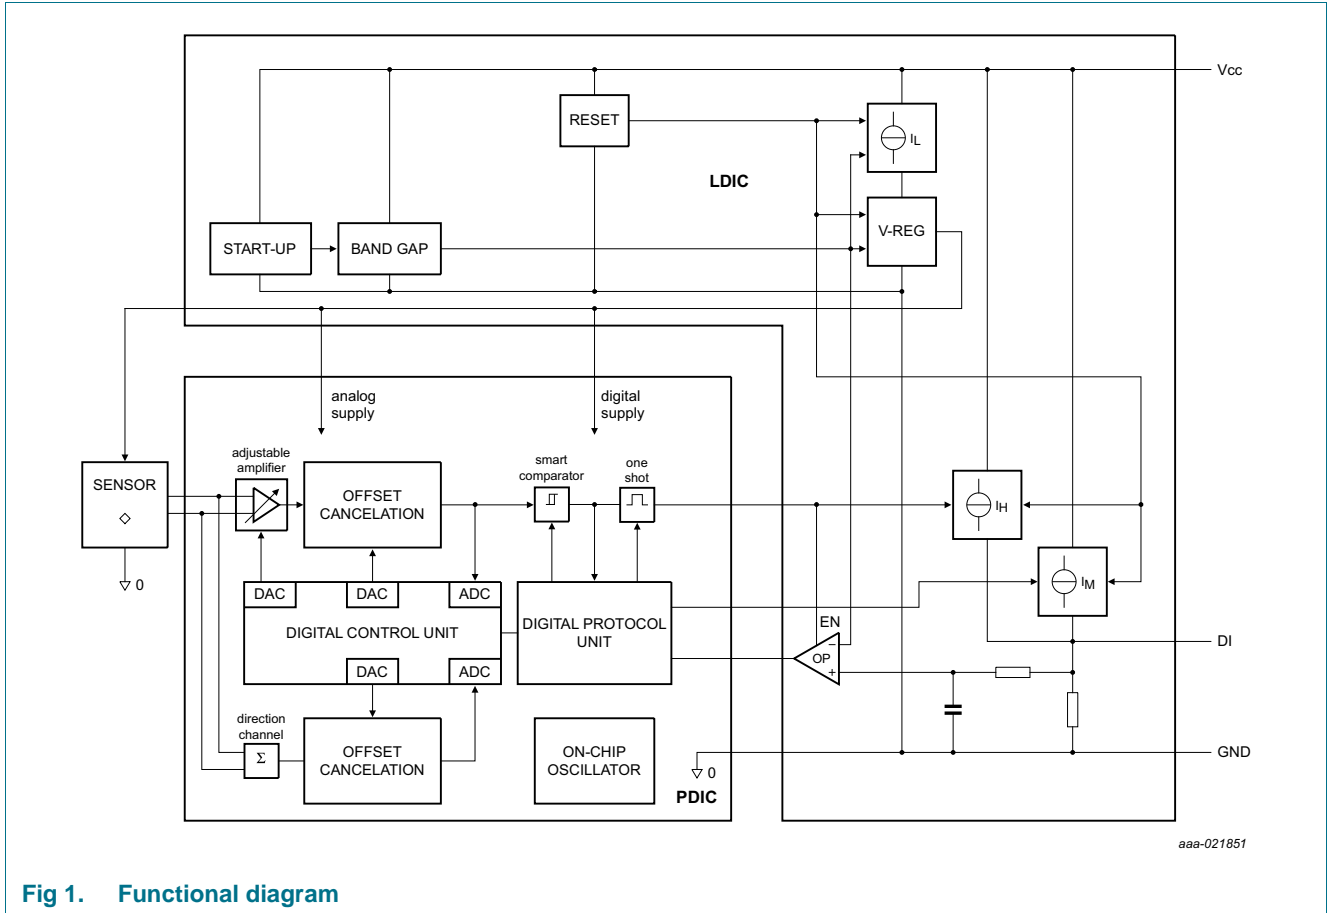 Vcc
RESET
IL
LDIC
V-REG
START-UP
BAND GAP
analog
supply
digital
supply
adjustable
amplifier
smart
comparator
one
shot
SENSOR
0
OFFSET
CANCELATION
IH
IM
DAC
DAC
ADC
DIGITAL CONTROL UNIT
DAC
ADC
DIGITAL PROTOCOL
UNIT
EN
OP
−
+
DI
direction
channel
Σ
OFFSET
CANCELATION
ON-CHIP
OSCILLATOR
0
PDIC
GND
aaa-021851
Fig 1. Functional diagram